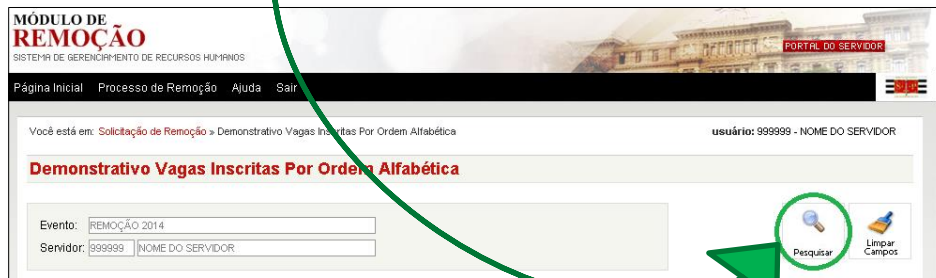 MÓDULO DE
REMOÇÃO
SISTEMA DE GERENCIAMENTO DE RECURSOS HUMANOS
PORTAL DO SERVIDOR
Página Inicial Processo de Remoção Ajuda Sair
Você está em: Solicitação de Remoção » Demonstrativo Vagas Inscritas Por Ordem Alfabética
usuário: 999999 - NOME DO SERVIDOR
Demonstrativo Vagas Inscritas Por Ordem Alfabética
Evento: REMOÇÃO 2014
Servidor: 999999 NOME DO SERVIDOR
Pesquisar
Limpar
Campos